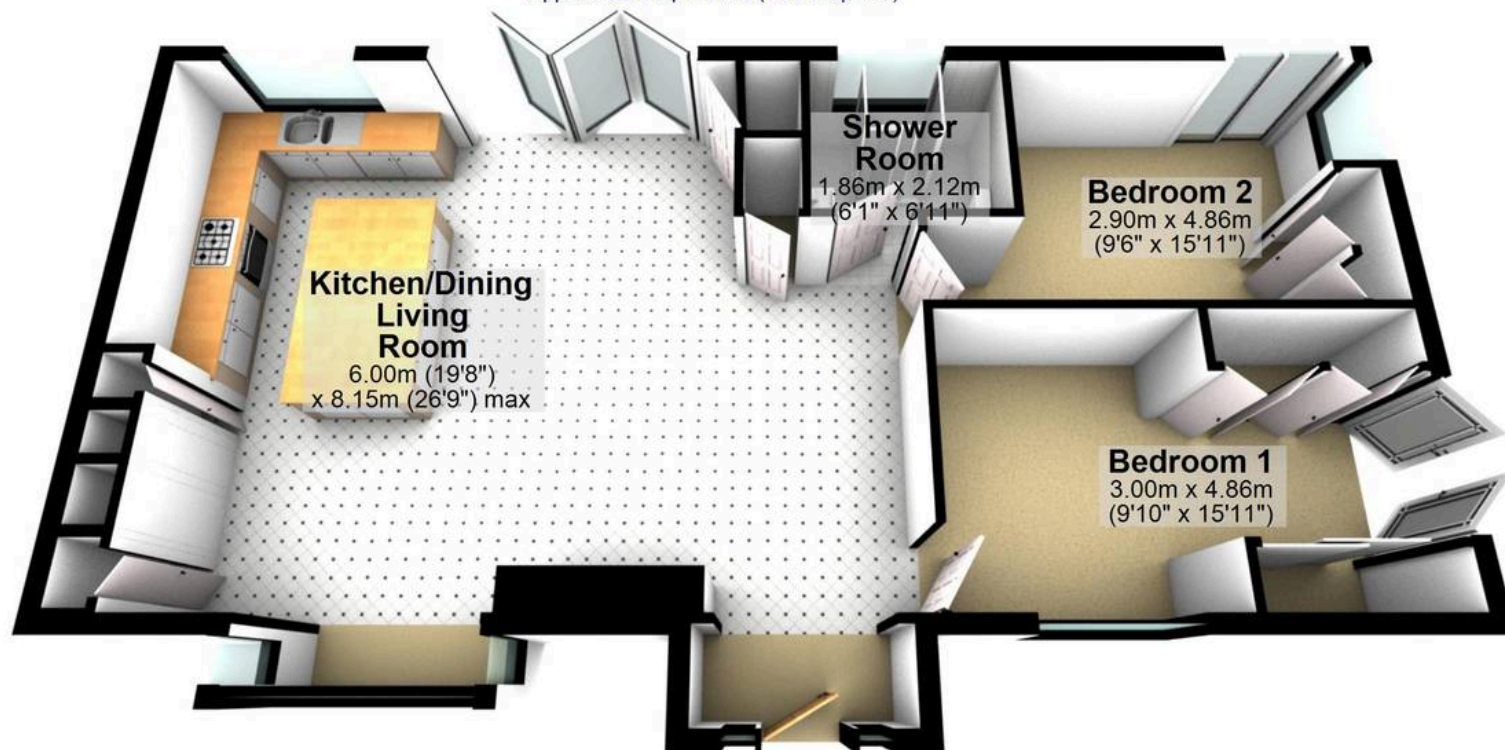 Shower
Room
1.86m x 2.12m
(6'1" x 6'11")
Bedroom 2
2.90m x 4.86m
(9'6" x 15'11")
Kitchen/Dining
Living
Room
6.00m (19'8")
x 8.15m (26'9") max
Bedroom 1
3.00m x 4.86m
(9'10" x 15'11")